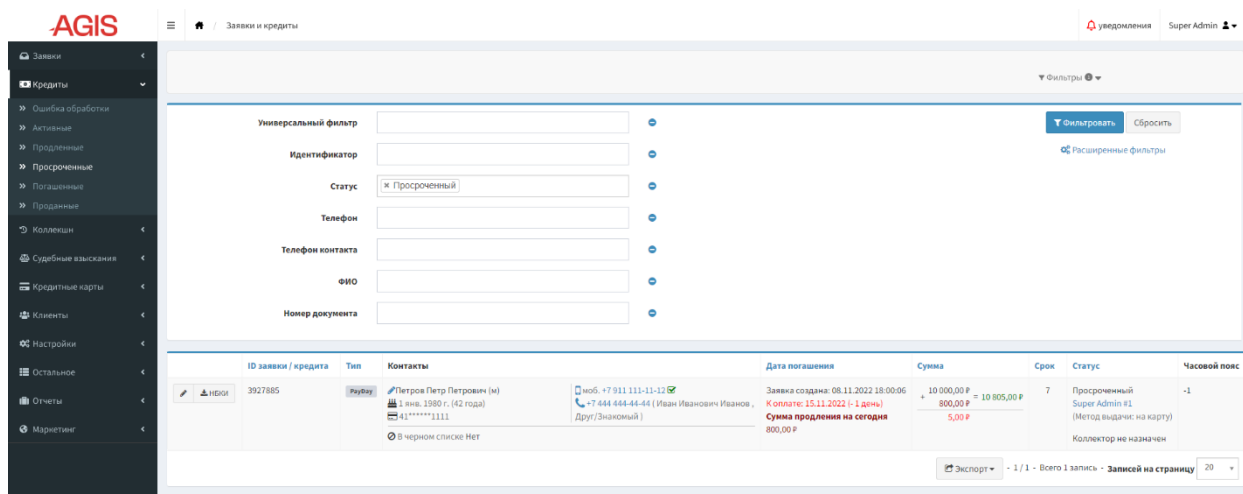 AGIS
Заявки и кредиты
уведомления
Super Admin
Заявки
Кредиты
Ошибка обработки
Активные
Продленные
Просроченные
Погашенные
Проданные
Коллекшн
Судебные взыскания
Кредитные карты
Клиенты
Настройки
Остальное
Отчеты
Маркетинг
Фильтры
Универсальный фильтр
Идентификатор
Статус
× Просроченный
Телефон
Телефон контакта
ФИО
Номер документа
Фильтровать
Сбросить
Расширенные фильтры
ID заявки / кредита Тип Контакты Дата погашения Сумма Срок Статус Часовой пояс
НБКИ
3927885
PayDay
Петров Петр Петрович (м)
1 янв. 1980 г. (42 года)
41******1111
В черном списке Нет
моб. +7 911 111-11-12
+7 444 444-44-44 ( Иван Иванович Иванов ,
Друг/Знакомый )
Заявка создана: 08.11.2022 18:00:06
К оплате: 15.11.2022 (- 1 день)
Сумма продления на сегодня
800,00 ₽
+ 10 000,00 ₽
800,00 ₽ = 10 805,00 ₽
5,00 ₽
7
Просроченный
Super Admin #1
(Метод выдачи: на карту)
Коллектор не назначен
-1
Экспорт - 1 / 1 - Всего 1 запись - Записей на страницу 20